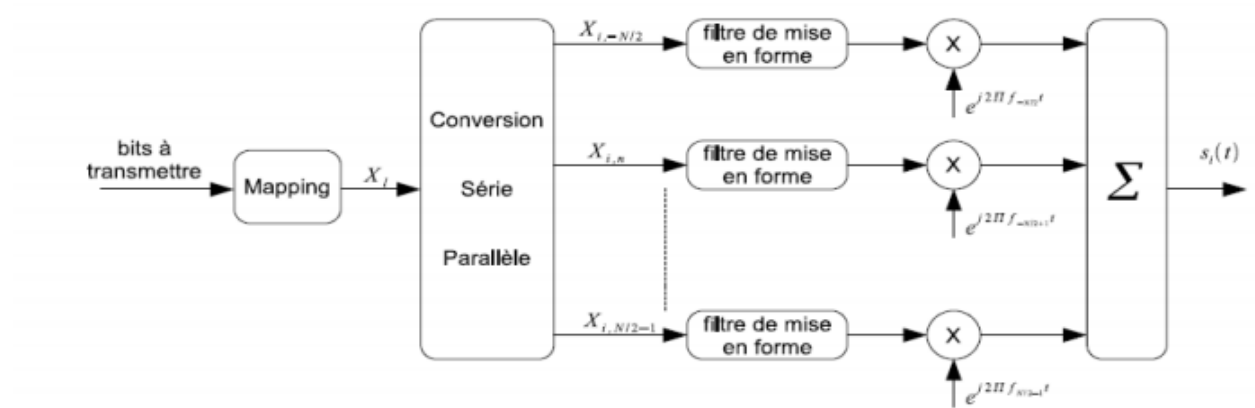 bits à
transmettre
Mapping
X_i
Conversion
Série
Parallèle
X_{i,-N/2}
filtre de mise
en forme
X
e^{j2Πf_{-N/2}t}
X_{i,n}
filtre de mise
en forme
X
e^{j2Πf_{-N/2+1}t}
X_{i,N/2-1}
filtre de mise
en forme
X
e^{j2Πf_{N/2-1}t}
Σ
s_i(t)